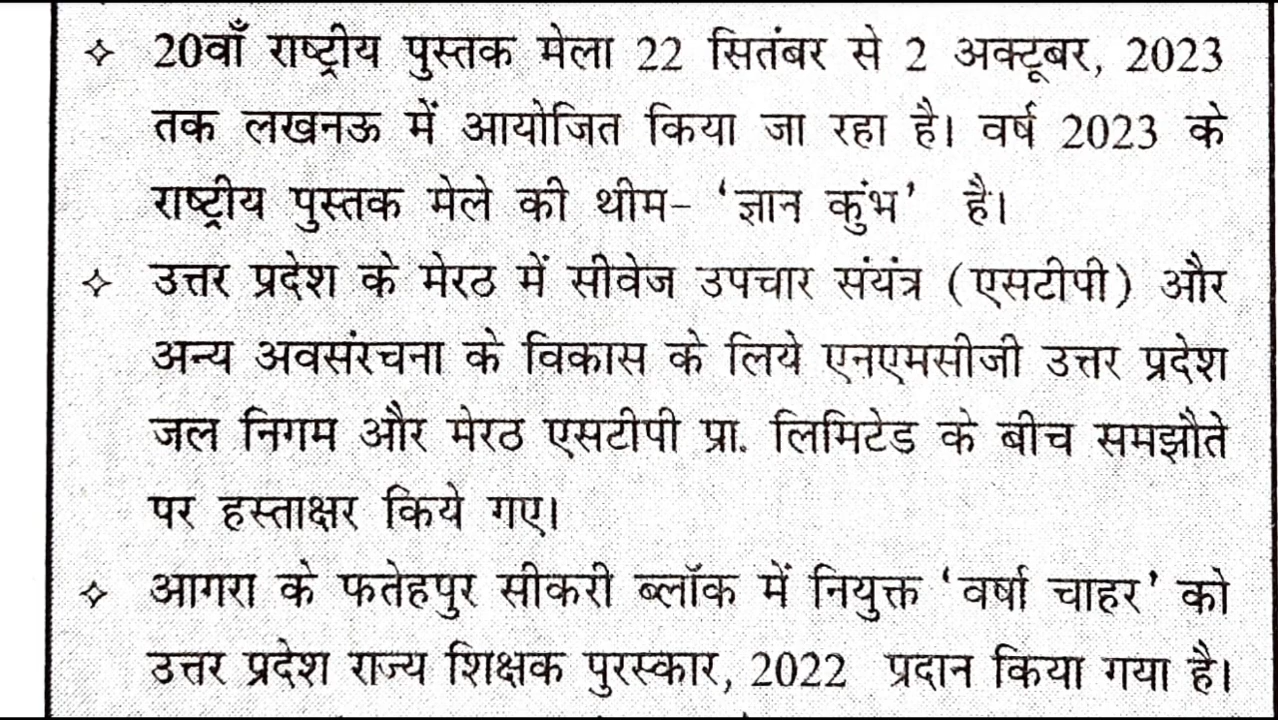 ✧ 20वाँ राष्ट्रीय पुस्तक मेला 22 सितंबर से 2 अक्टूबर, 2023
तक लखनऊ में आयोजित किया जा रहा है। वर्ष 2023 के
राष्ट्रीय पुस्तक मेले की थीम- ‘ज्ञान कुंभ’ है।
✧ उत्तर प्रदेश के मेरठ में सीवेज उपचार संयंत्र (एसटीपी) और
अन्य अवसंरचना के विकास के लिये एनएमसीजी उत्तर प्रदेश
जल निगम और मेरठ एसटीपी प्रा. लिमिटेड के बीच समझौते
पर हस्ताक्षर किये गए।
✧ आगरा के फतेहपुर सीकरी ब्लॉक में नियुक्त ‘वर्षा चाहर’ को
उत्तर प्रदेश राज्य शिक्षक पुरस्कार, 2022 प्रदान किया गया है।